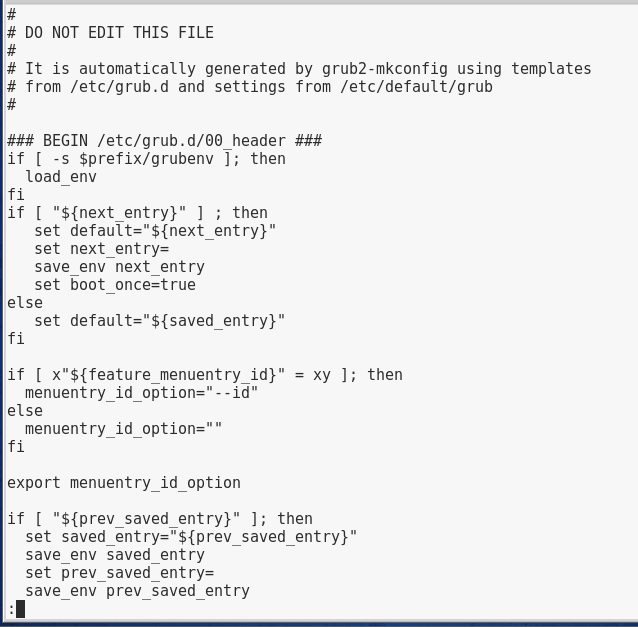 #
# DO NOT EDIT THIS FILE
#
# It is automatically generated by grub2-mkconfig using templates
# from /etc/grub.d and settings from /etc/default/grub
#

### BEGIN /etc/grub.d/00_header ###
if [ -s $prefix/grubenv ]; then
  load_env
fi
if [ "${next_entry}" ] ; then
   set default="${next_entry}"
   set next_entry=
   save_env next_entry
   set boot_once=true
else
   set default="${saved_entry}"
fi

if [ x"${feature_menuentry_id}" = xy ]; then
  menuentry_id_option="--id"
else
  menuentry_id_option=""
fi

export menuentry_id_option

if [ "${prev_saved_entry}" ]; then
  set saved_entry="${prev_saved_entry}"
  save_env saved_entry
  set prev_saved_entry=
  save_env prev_saved_entry
: